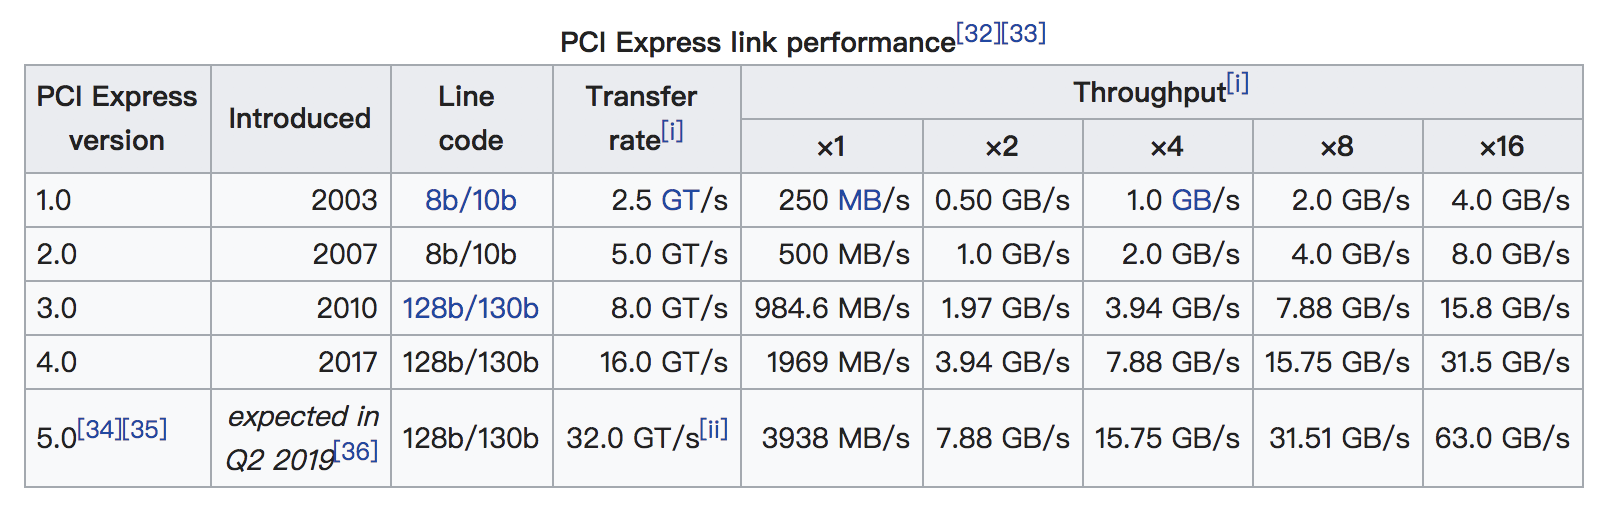 PCI Express link performance[32][33]
PCI Express version Introduced Line code Transfer rate[i] Throughput[i]
×1 ×2 ×4 ×8 ×16
1.0 2003 8b/10b 2.5 GT/s 250 MB/s 0.50 GB/s 1.0 GB/s 2.0 GB/s 4.0 GB/s
2.0 2007 8b/10b 5.0 GT/s 500 MB/s 1.0 GB/s 2.0 GB/s 4.0 GB/s 8.0 GB/s
3.0 2010 128b/130b 8.0 GT/s 984.6 MB/s 1.97 GB/s 3.94 GB/s 7.88 GB/s 15.8 GB/s
4.0 2017 128b/130b 16.0 GT/s 1969 MB/s 3.94 GB/s 7.88 GB/s 15.75 GB/s 31.5 GB/s
5.0[34][35] expected in Q2 2019[36] 128b/130b 32.0 GT/s[ii] 3938 MB/s 7.88 GB/s 15.75 GB/s 31.51 GB/s 63.0 GB/s